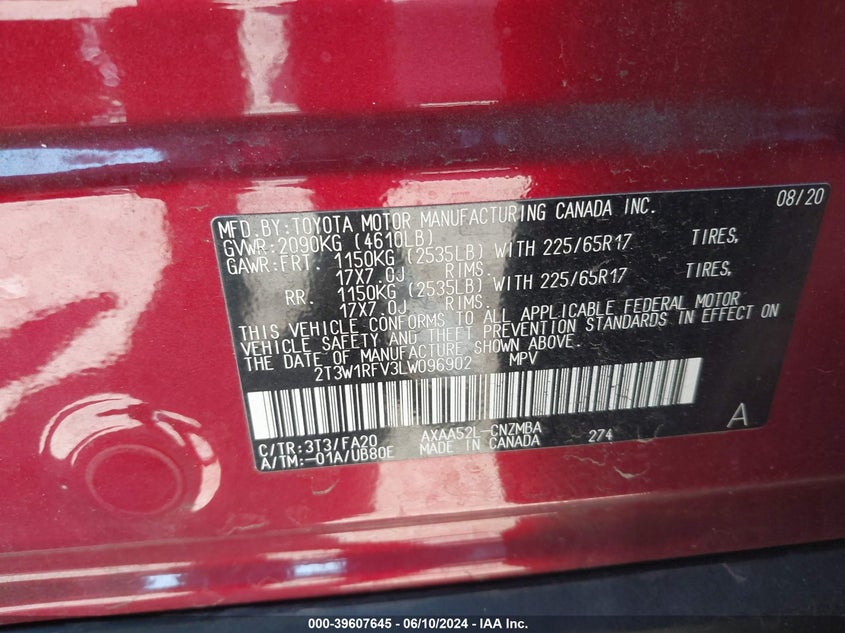 MFD.BY:TOYOTA MOTOR MANUFACTURING CANADA INC. 08/20
GVWR:2090KG (4610LB)
GAWR:FRT. 1150KG (2535LB) WITH 225/65R17 TIRES,
17X7.0J RIMS.
RR. 1150KG (2535LB) WITH 225/65R17 TIRES,
17X7.0J RIMS.
THIS VEHICLE CONFORMS TO ALL APPLICABLE FEDERAL MOTOR
VEHICLE SAFETY AND THEFT PREVENTION STANDARDS IN EFFECT ON
THE DATE OF MANUFACTURE SHOWN ABOVE.
2T3W1RFV3LW096902 MPV
C/TR:3T3/FA20 AXAA52L-CNZMBA 274 A
A/TM:-01A/UB80E MADE IN CANADA
000-39607645 / 06/10/2024 / IAA Inc.